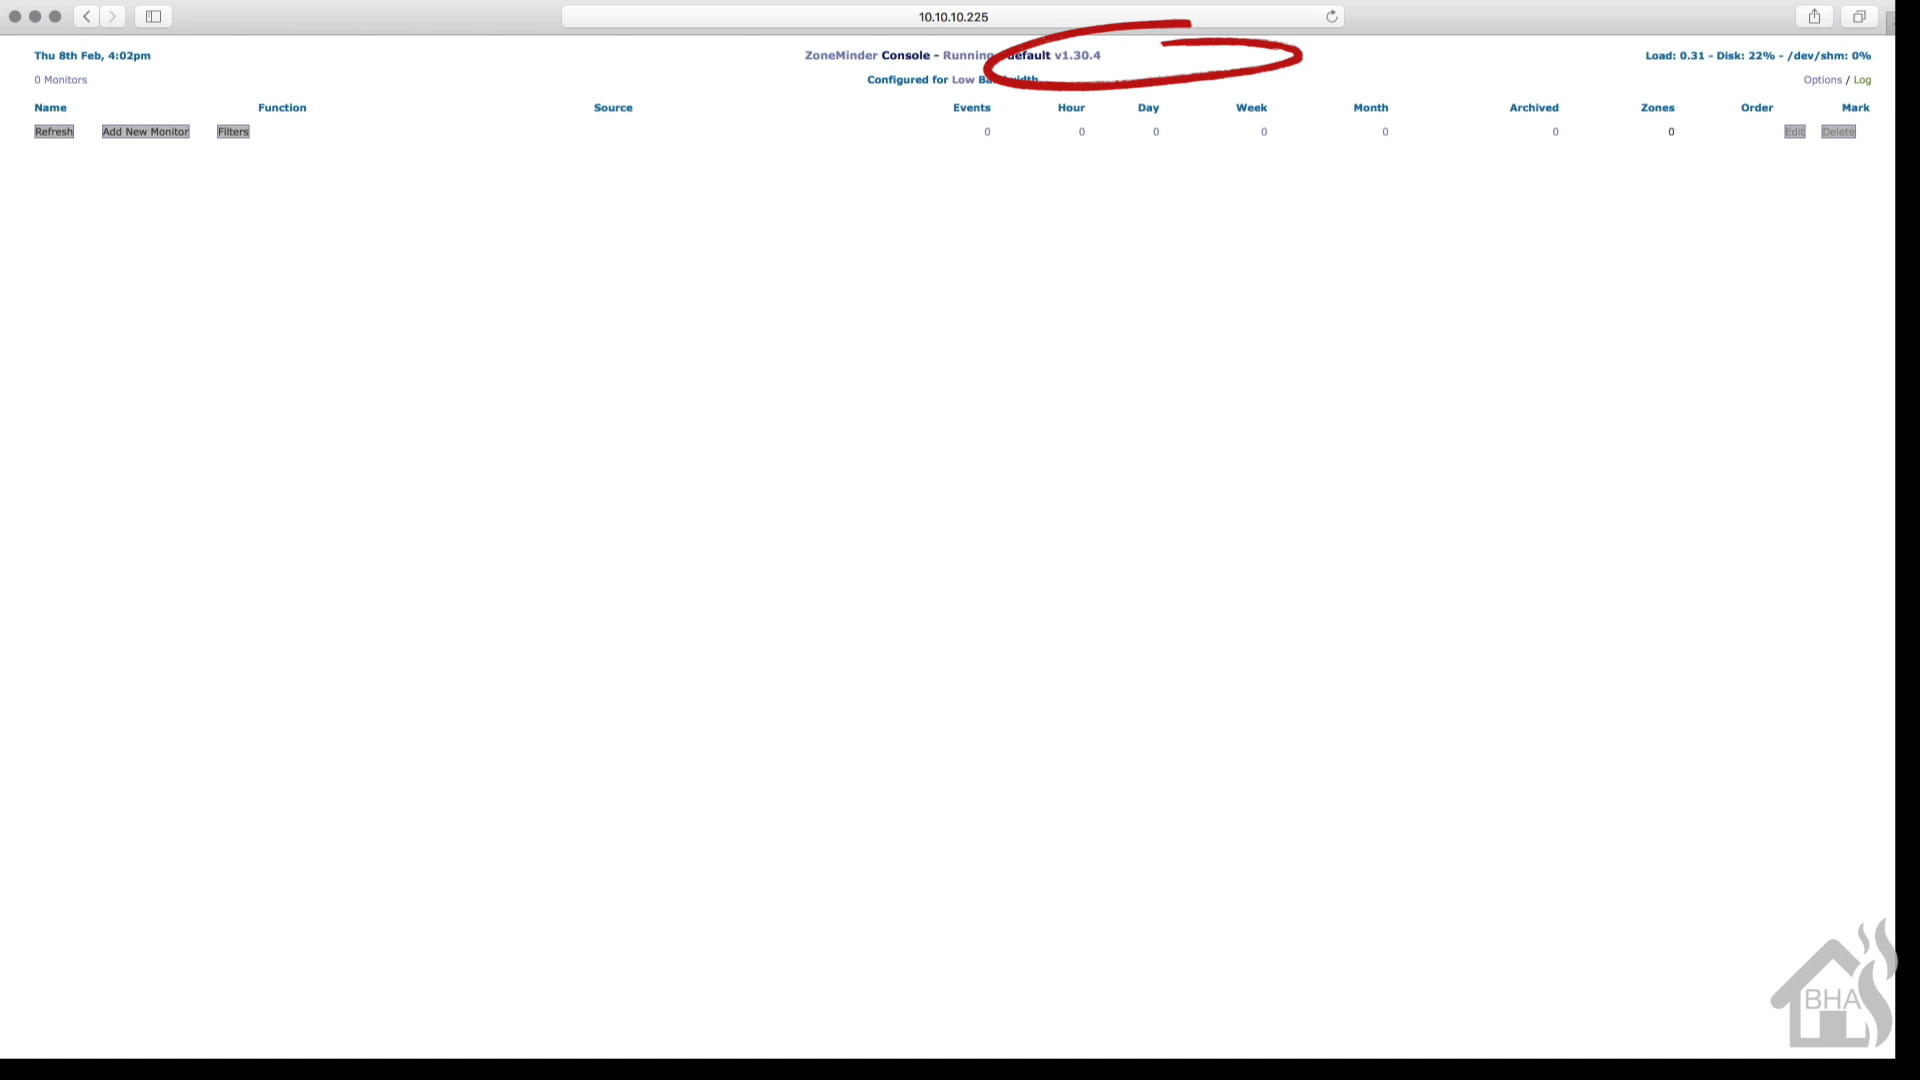 10.10.10.225
Thu 8th Feb, 4:02pm
ZoneMinder Console - Running - default v1.30.4
Load: 0.31 - Disk: 22% - /dev/shm: 0%
0 Monitors
Configured for Low Bandwidth
Options / Log
Name Function Source Events Hour Day Week Month Archived Zones Order Mark
Refresh Add New Monitor Filters 0 0 0 0 0 0 0 Edit Delete
BHA